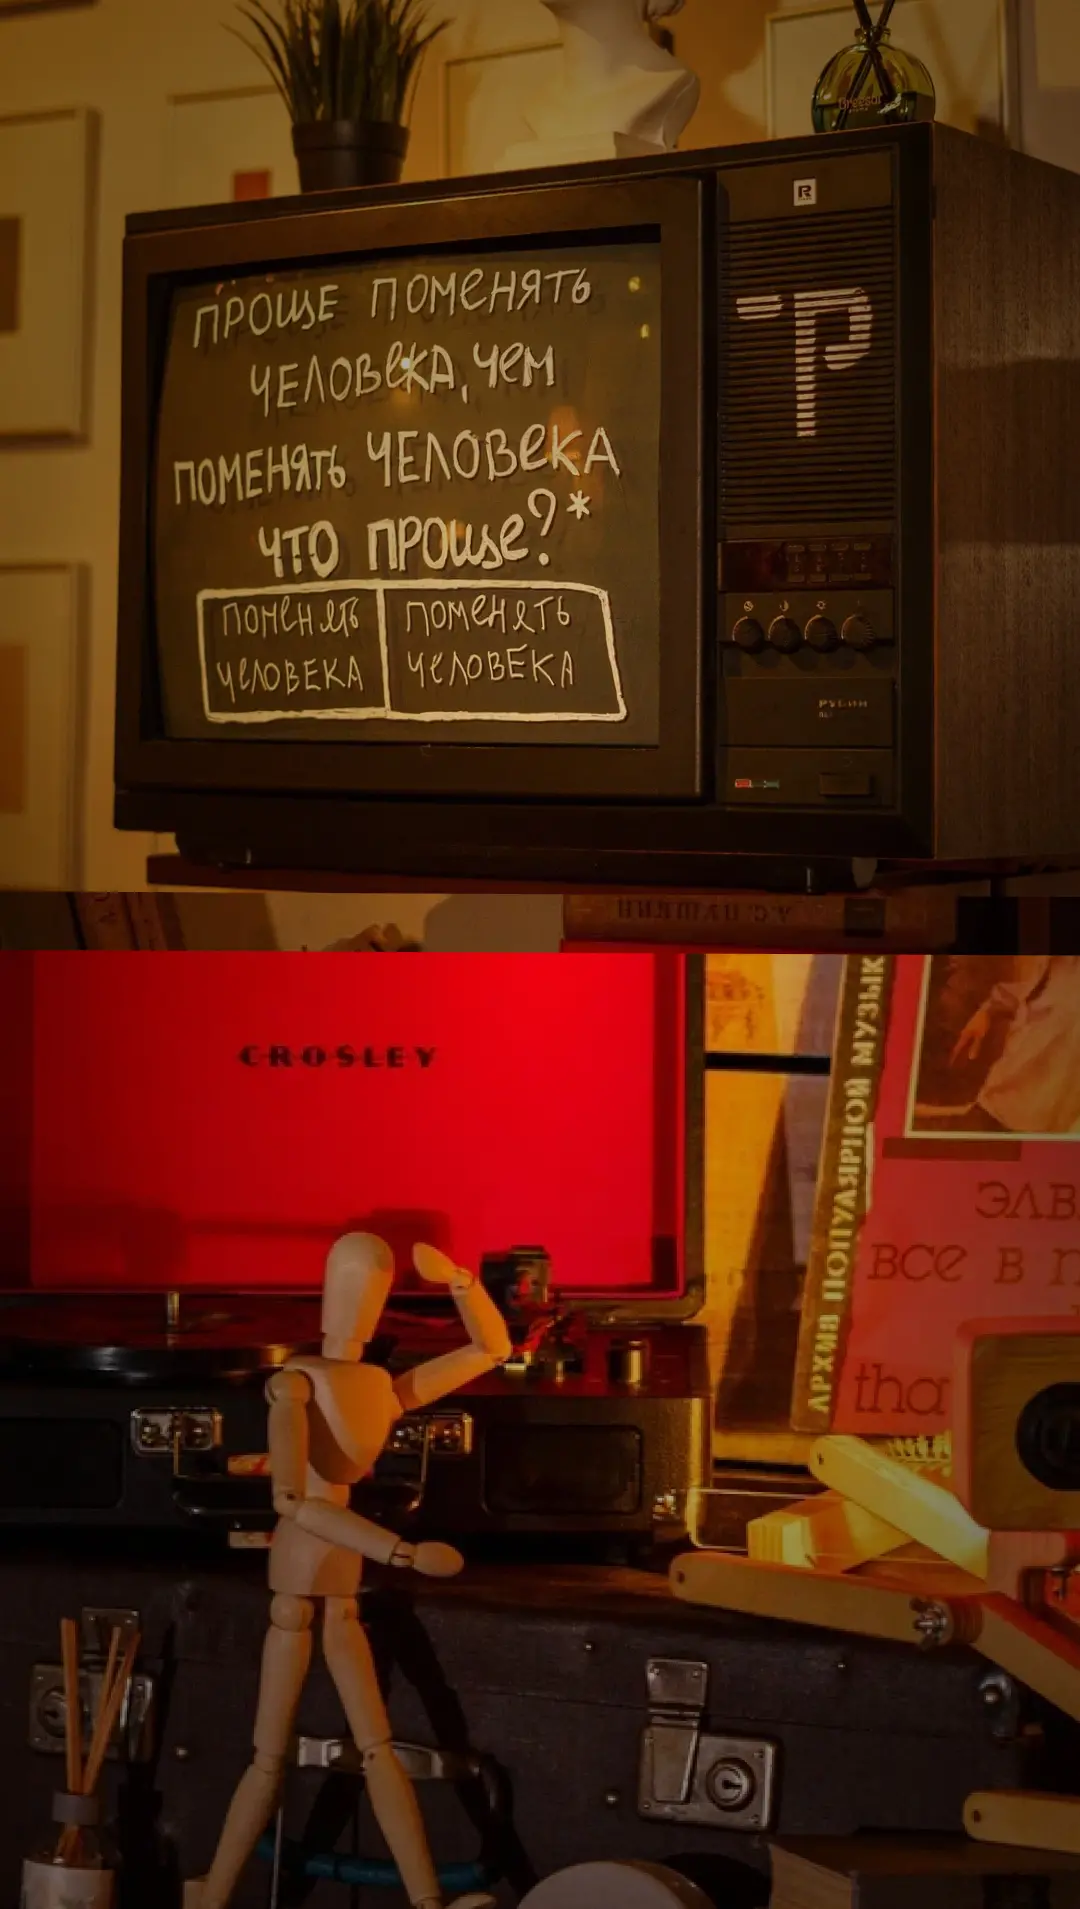 Breesal
R
ПРОЩЕ ПОМЕНЯТЬ
ЧЕЛОВЕКА, ЧЕМ
ПОМЕНЯТЬ ЧЕЛОВЕКА
ЧТО ПРОЩЕ?*
ПОМЕНЯТЬ
ЧЕЛОВЕКА
ПОМЕНЯТЬ
ЧЕЛОВЕКА
РУБИН
А.С.ПУШКИН
CROSLEY
АРХИВ ПОПУЛЯРНОЙ МУЗЫК
ЭЛВ
ВСЕ В П
tha